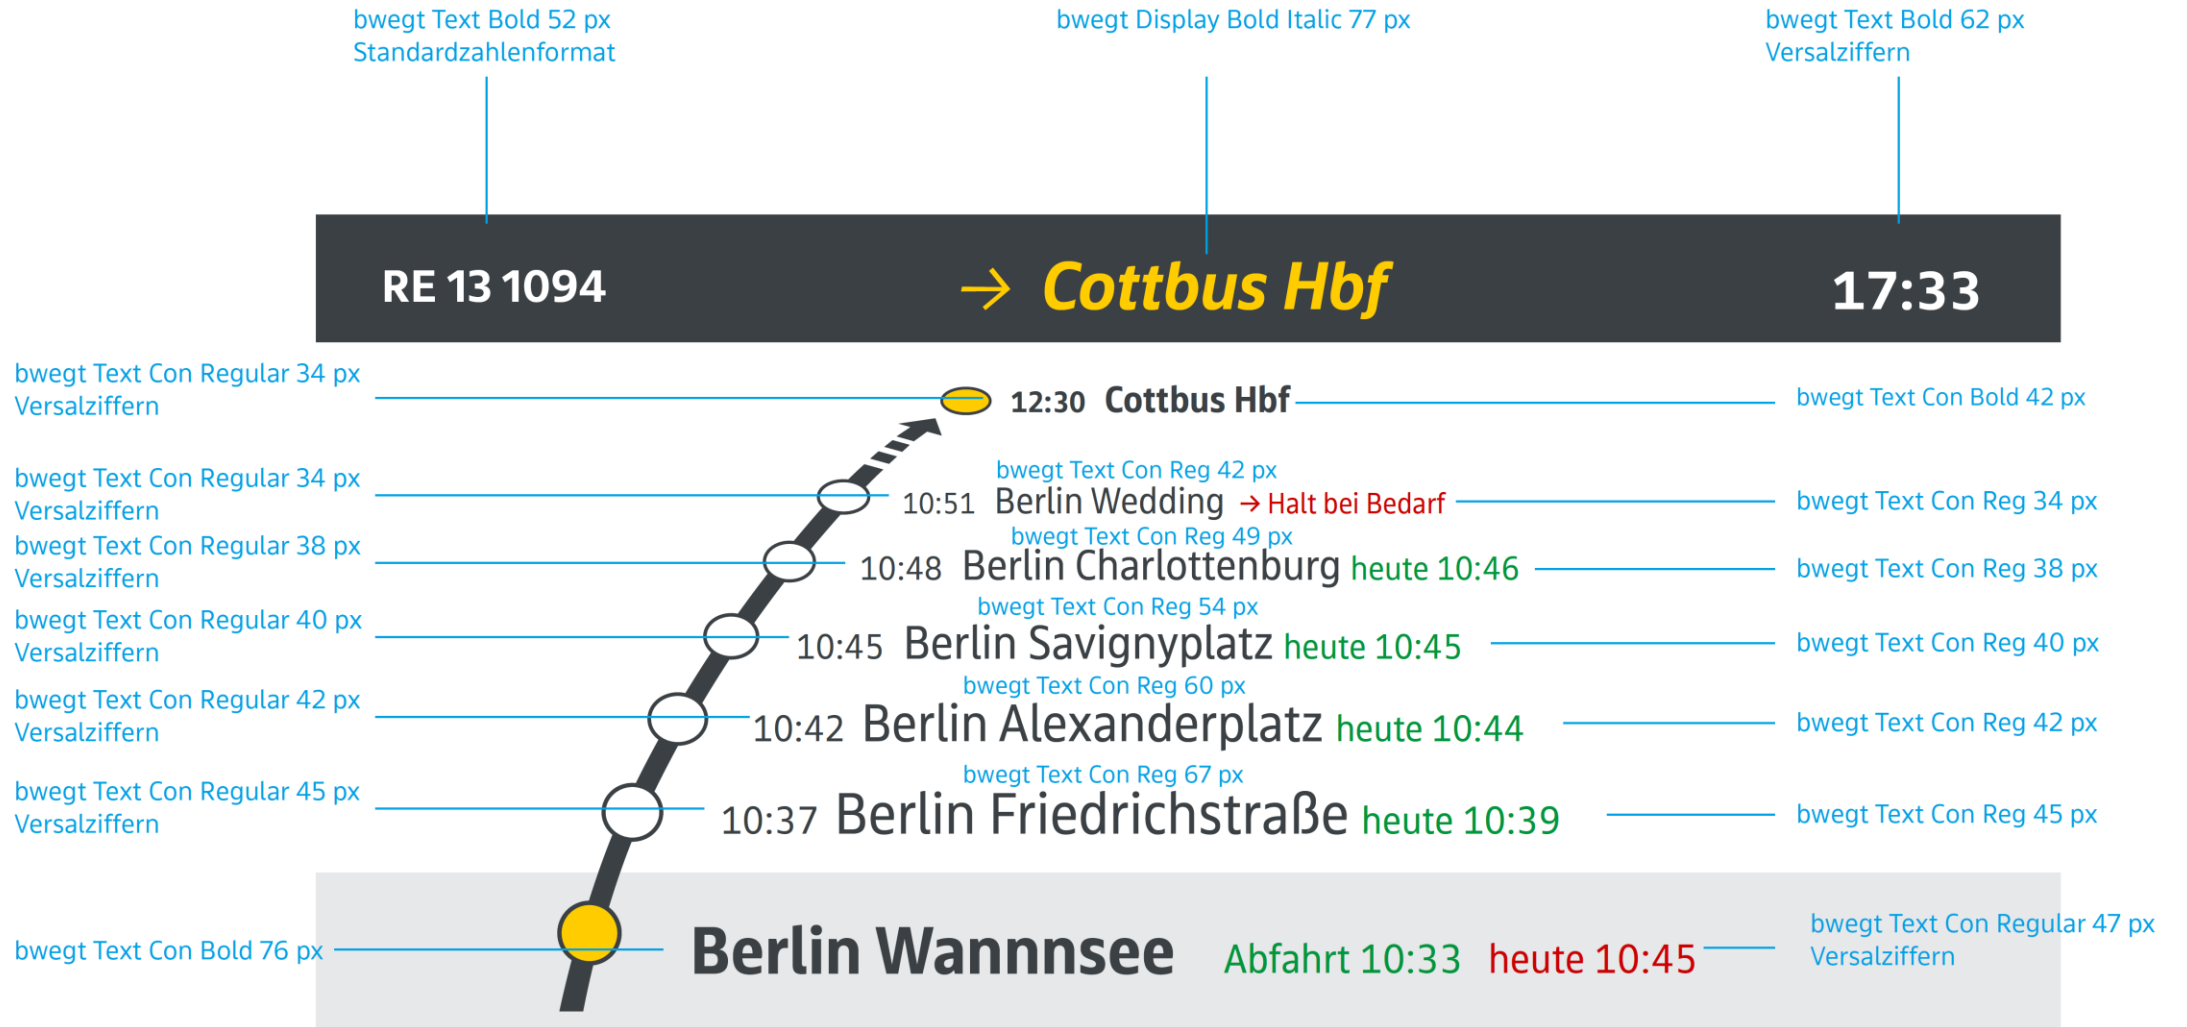 bwegt Text Bold 52 px
Standardzahlenformat
bwegt Display Bold Italic 77 px
bwegt Text Bold 62 px
Versalziffern
RE 13 1094
→ Cottbus Hbf
17:33
bwegt Text Con Regular 34 px
Versalziffern
12:30 Cottbus Hbf
bwegt Text Con Bold 42 px
bwegt Text Con Regular 34 px
Versalziffern
bwegt Text Con Reg 42 px
10:51 Berlin Wedding → Halt bei Bedarf
bwegt Text Con Reg 34 px
bwegt Text Con Regular 38 px
Versalziffern
bwegt Text Con Reg 49 px
10:48 Berlin Charlottenburg heute 10:46
bwegt Text Con Reg 38 px
bwegt Text Con Regular 40 px
Versalziffern
bwegt Text Con Reg 54 px
10:45 Berlin Savignyplatz heute 10:45
bwegt Text Con Reg 40 px
bwegt Text Con Regular 42 px
Versalziffern
bwegt Text Con Reg 60 px
10:42 Berlin Alexanderplatz heute 10:44
bwegt Text Con Reg 42 px
bwegt Text Con Regular 45 px
Versalziffern
bwegt Text Con Reg 67 px
10:37 Berlin Friedrichstraße heute 10:39
bwegt Text Con Reg 45 px
bwegt Text Con Bold 76 px
Berlin Wannnsee Abfahrt 10:33 heute 10:45
bwegt Text Con Regular 47 px
Versalziffern